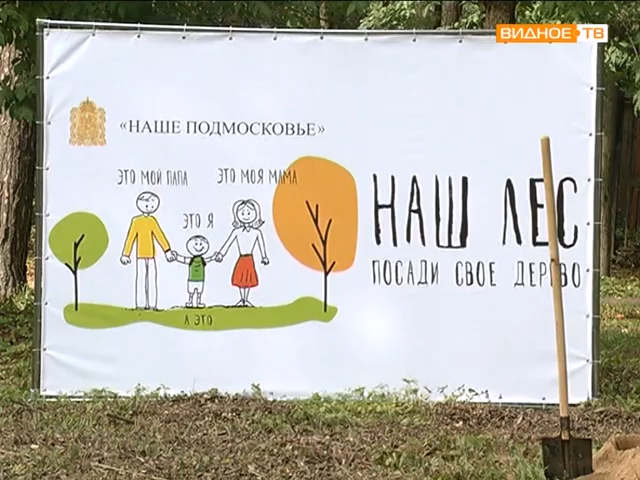 ВИДНОЕ ТВ
«НАШЕ ПОДМОСКОВЬЕ»
ЭТО МОЙ ПАПА
ЭТО МОЯ МАМА
ЭТО Я
А ЭТО
НАШ ЛЕС
ПОСАДИ СВОЕ ДЕРЕВО